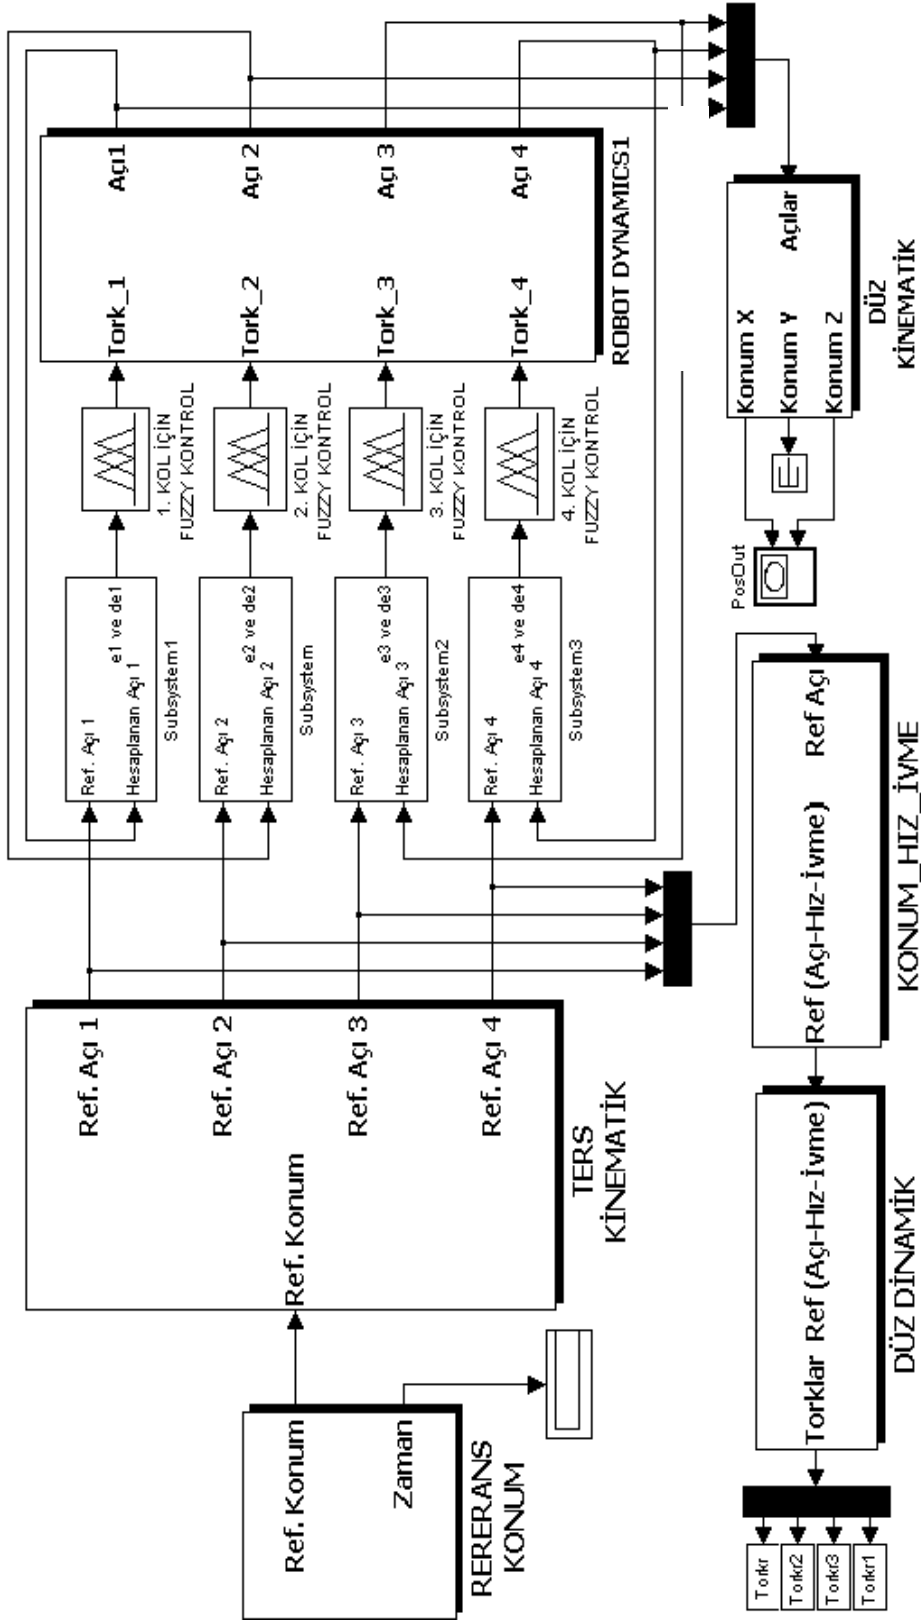 Ref. Konum
Zaman
RERERANS
KONUM
Ref. Konum
Ref. Açı 1
Ref. Açı 2
Ref. Açı 3
Ref. Açı 4
TERS
KİNEMATİK
Ref. Açı 1
e1 ve de1
Hesaplanan Açı 1
Subsystem1
Ref. Açı 2
e2 ve de2
Hesaplanan Açı 2
Subsystem
Ref. Açı 3
e3 ve de3
Hesaplanan Açı 3
Subsystem2
Ref. Açı 4
e4 ve de4
Hesaplanan Açı 4
Subsystem3
1. KOL İÇİN
FUZZY KONTROL
2. KOL İÇİN
FUZZY KONTROL
3. KOL İÇİN
FUZZY KONTROL
4. KOL İÇİN
FUZZY KONTROL
Tork_1
Açı1
Tork_2
Açı 2
Tork_3
Açı 3
Tork_4
Açı 4
ROBOT DYNAMICS1
Torkr
Torkr2
Torkr3
Torkr1
Torklar Ref (Açı-Hız-İvme)
DÜZ DİNAMİK
Ref (Açı-Hız-İvme)
Ref Açı
KONUM_HIZ_İVME
PosOut
Konum X
Konum Y
Açılar
Konum Z
DÜZ
KİNEMATİK